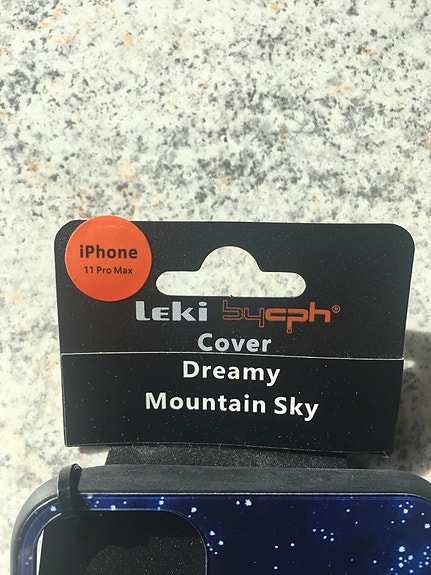 iPhone
11 Pro Max
Leki bycph®
Cover
Dreamy
Mountain Sky